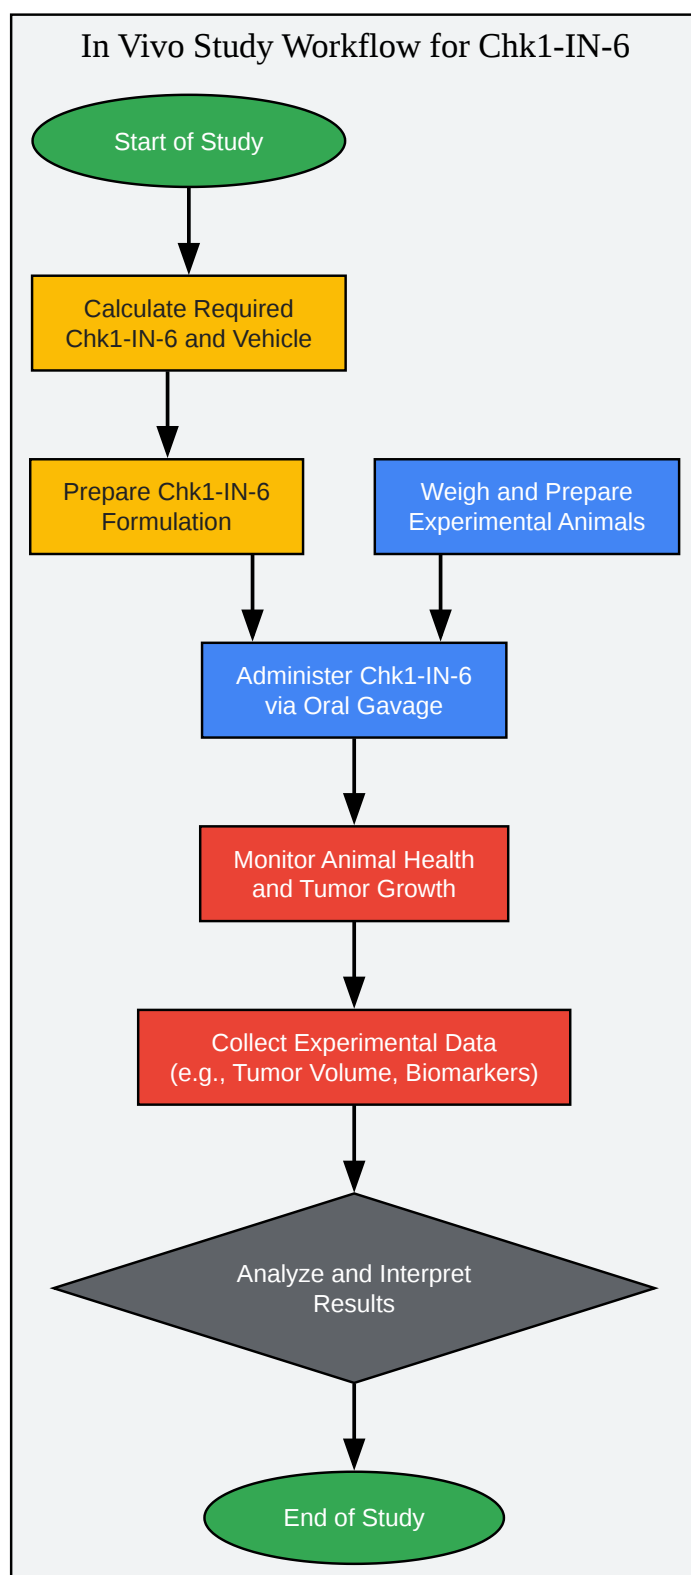 In Vivo Study Workflow for Chk1-IN-6
Start of Study
Calculate Required
Chk1-IN-6 and Vehicle
Prepare Chk1-IN-6
Formulation
Weigh and Prepare
Experimental Animals
Administer Chk1-IN-6
via Oral Gavage
Monitor Animal Health
and Tumor Growth
Collect Experimental Data
(e.g., Tumor Volume, Biomarkers)
Analyze and Interpret
Results
End of Study